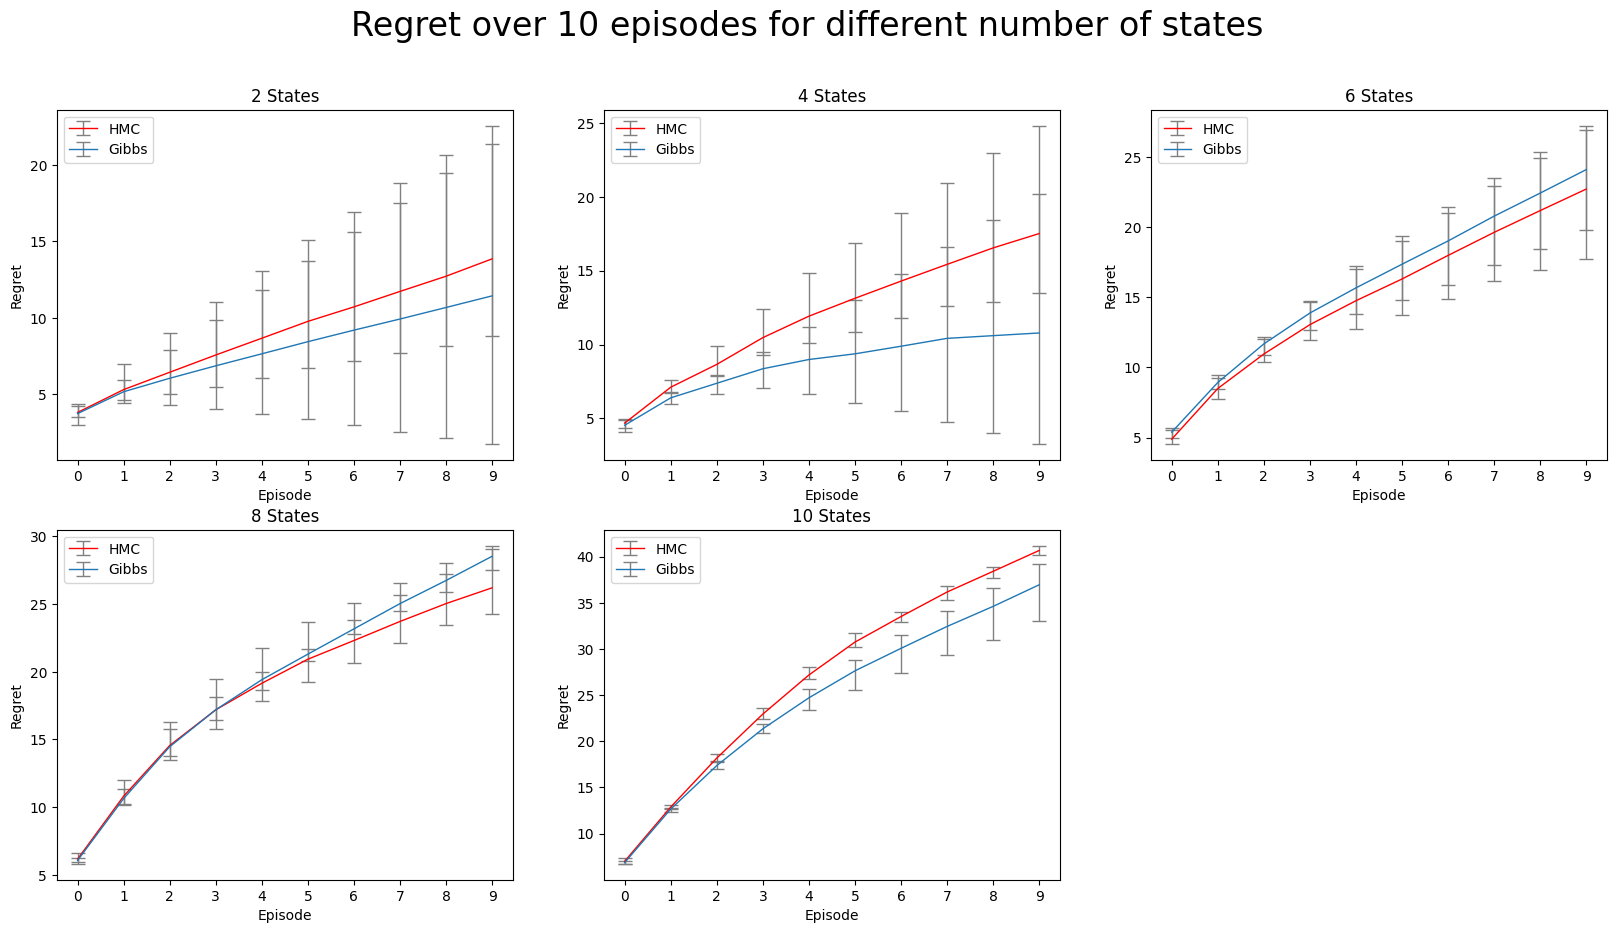 Regret over 10 episodes for different number of states
2 States
HMC
Gibbs
Regret
20
15
10
5
0 1 2 3 4 5 6 7 8 9
Episode
4 States
HMC
Gibbs
Regret
25
20
15
10
5
0 1 2 3 4 5 6 7 8 9
Episode
6 States
HMC
Gibbs
Regret
25
20
15
10
5
0 1 2 3 4 5 6 7 8 9
Episode
8 States
HMC
Gibbs
Regret
30
25
20
15
10
5
0 1 2 3 4 5 6 7 8 9
Episode
10 States
HMC
Gibbs
Regret
40
35
30
25
20
15
10
0 1 2 3 4 5 6 7 8 9
Episode